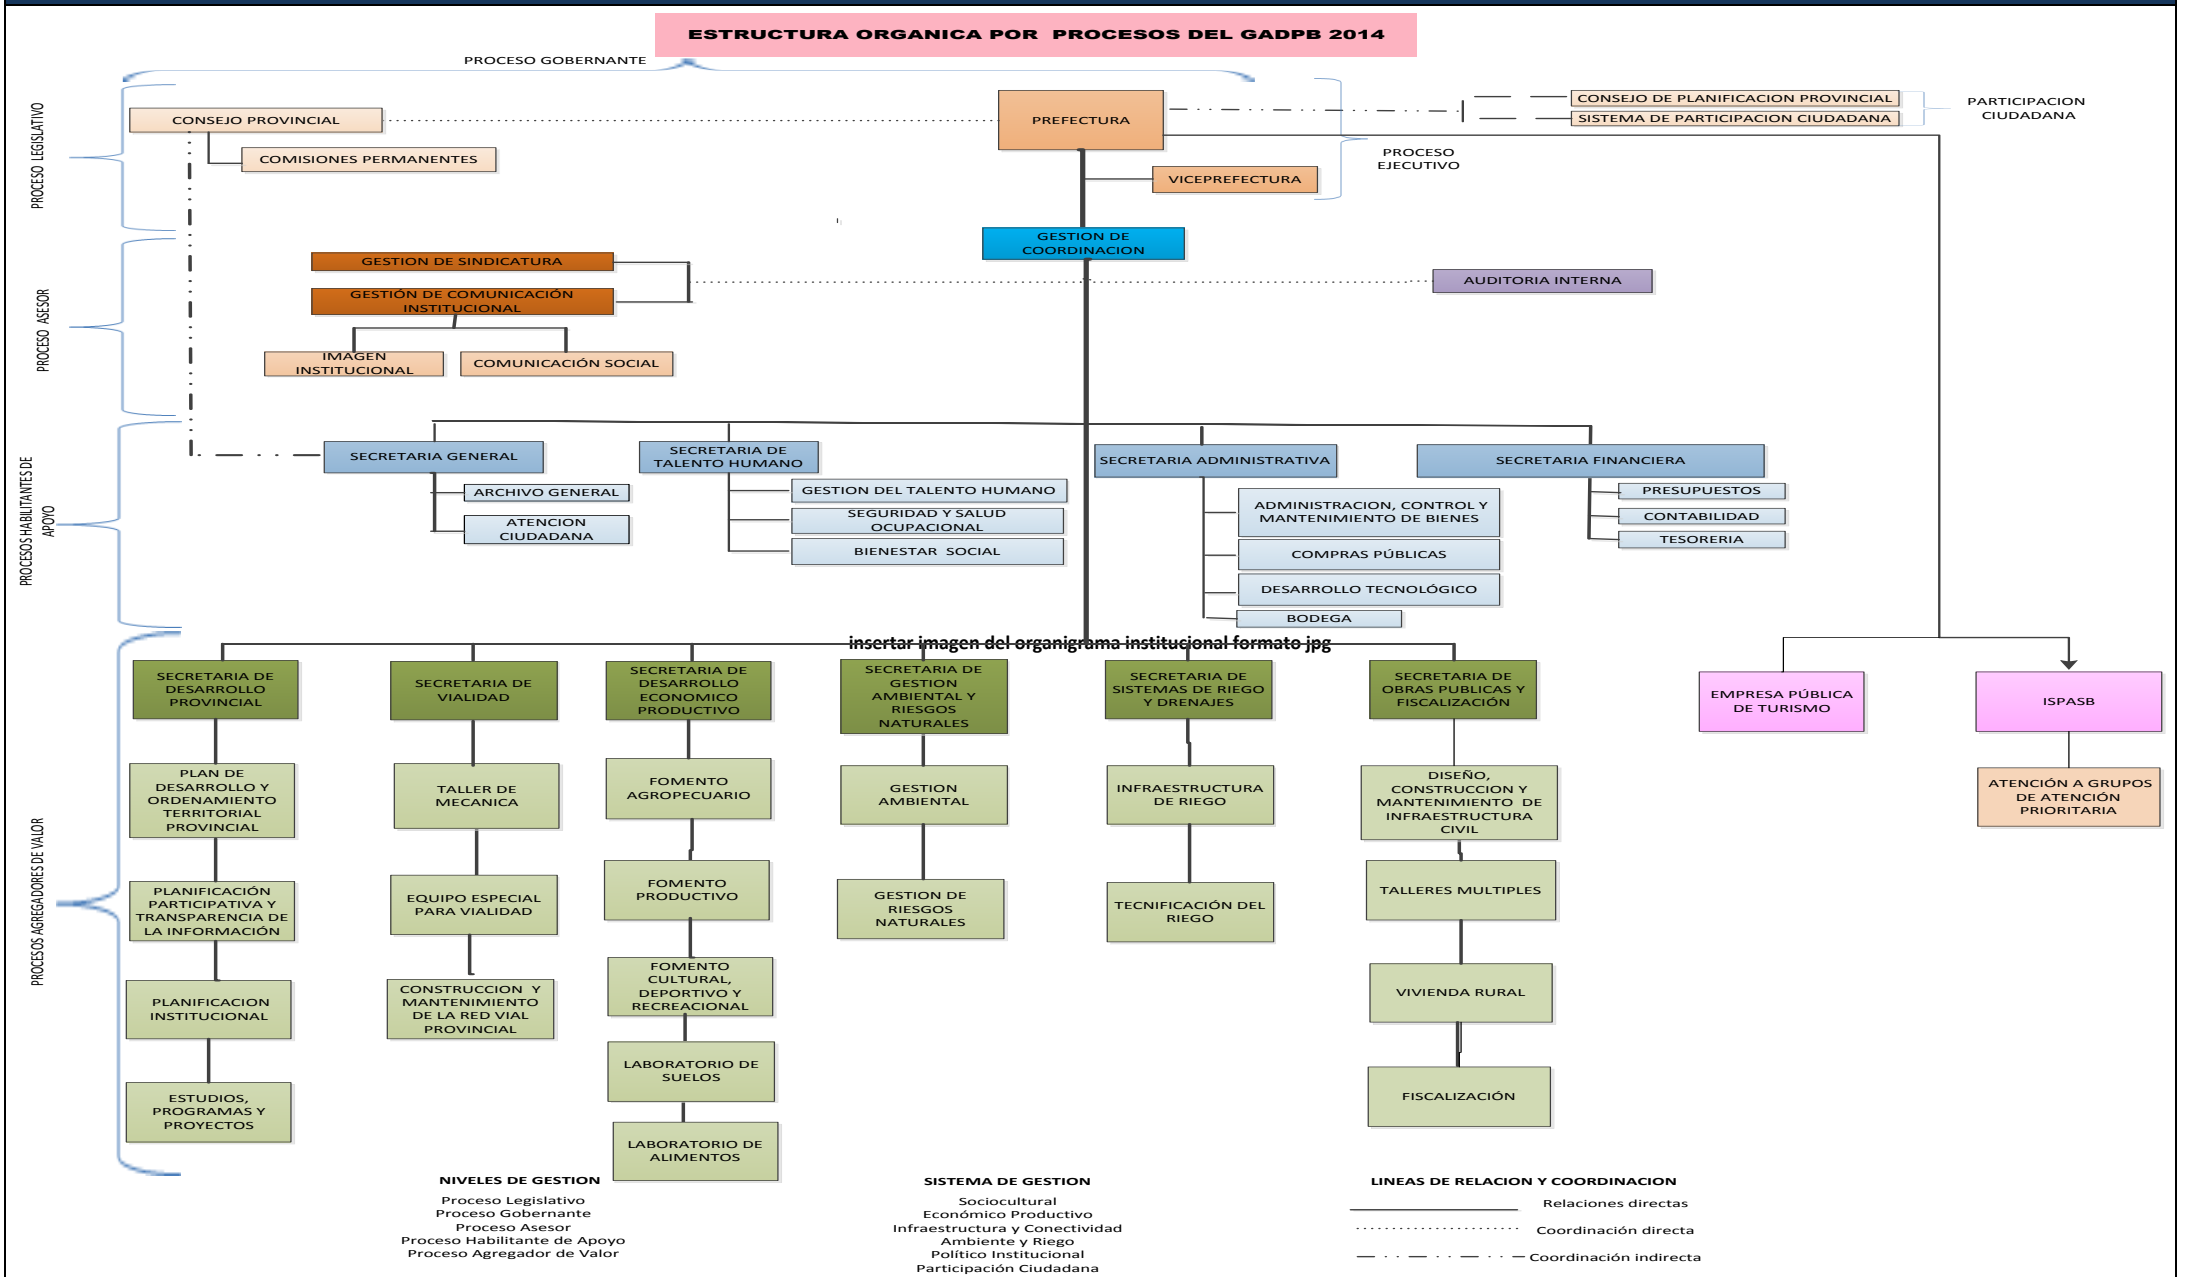 ESTRUCTURA ORGANICA POR PROCESOS DEL GADPB 2014
PROCESO GOBERNANTE
PROCESO LEGISLATIVO
CONSEJO PROVINCIAL
COMISIONES PERMANENTES
PREFECTURA
VICEPREFECTURA
CONSEJO DE PLANIFICACION PROVINCIAL
SISTEMA DE PARTICIPACION CIUDADANA
PARTICIPACION
CIUDADANA
PROCESO
EJECUTIVO
GESTION DE
COORDINACION
PROCESO ASESOR
GESTION DE SINDICATURA
GESTIÓN DE COMUNICACIÓN
INSTITUCIONAL
AUDITORIA INTERNA
IMAGEN
INSTITUCIONAL
COMUNICACIÓN SOCIAL
PROCESOS HABILITANTES DE
APOYO
SECRETARIA GENERAL
ARCHIVO GENERAL
ATENCION
CIUDADANA
SECRETARIA DE
TALENTO HUMANO
GESTION DEL TALENTO HUMANO
SEGURIDAD Y SALUD
OCUPACIONAL
BIENESTAR SOCIAL
SECRETARIA ADMINISTRATIVA
ADMINISTRACION, CONTROL Y
MANTENIMIENTO DE BIENES
COMPRAS PÚBLICAS
DESARROLLO TECNOLÓGICO
BODEGA
SECRETARIA FINANCIERA
PRESUPUESTOS
CONTABILIDAD
TESORERIA
insertar imagen del organigrama institucional formato jpg
PROCESOS AGREGADORES DE VALOR
SECRETARIA DE
DESARROLLO
PROVINCIAL
PLAN DE
DESARROLLO Y
ORDENAMIENTO
TERRITORIAL
PROVINCIAL
PLANIFICACIÓN
PARTICIPATIVA Y
TRANSPARENCIA DE
LA INFORMACIÓN
PLANIFICACION
INSTITUCIONAL
ESTUDIOS,
PROGRAMAS Y
PROYECTOS
SECRETARIA DE
VIALIDAD
TALLER DE
MECANICA
EQUIPO ESPECIAL
PARA VIALIDAD
CONSTRUCCION Y
MANTENIMIENTO
DE LA RED VIAL
PROVINCIAL
SECRETARIA DE
DESARROLLO
ECONOMICO
PRODUCTIVO
FOMENTO
AGROPECUARIO
FOMENTO
PRODUCTIVO
FOMENTO
CULTURAL,
DEPORTIVO Y
RECREACIONAL
LABORATORIO DE
SUELOS
LABORATORIO DE
ALIMENTOS
SECRETARIA DE
GESTION
AMBIENTAL Y
RIESGOS
NATURALES
GESTION
AMBIENTAL
GESTION DE
RIESGOS
NATURALES
SECRETARIA DE
SISTEMAS DE RIEGO
Y DRENAJES
INFRAESTRUCTURA
DE RIEGO
TECNIFICACIÓN DEL
RIEGO
SECRETARIA DE
OBRAS PUBLICAS Y
FISCALIZACIÓN
DISEÑO,
CONSTRUCCION Y
MANTENIMIENTO DE
INFRAESTRUCTURA
CIVIL
TALLERES MULTIPLES
VIVIENDA RURAL
FISCALIZACIÓN
EMPRESA PÚBLICA
DE TURISMO
ISPASB
ATENCIÓN A GRUPOS
DE ATENCIÓN
PRIORITARIA
NIVELES DE GESTION
Proceso Legislativo
Proceso Gobernante
Proceso Asesor
Proceso Habilitante de Apoyo
Proceso Agregador de Valor
SISTEMA DE GESTION
Sociocultural
Económico Productivo
Infraestructura y Conectividad
Ambiente y Riego
Político Institucional
Participación Ciudadana
LINEAS DE RELACION Y COORDINACION
Relaciones directas
Coordinación directa
Coordinación indirecta